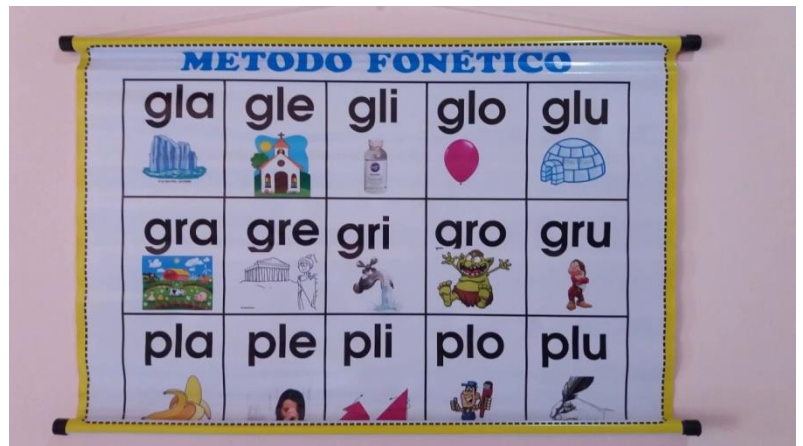 METODO FONÉTICO
gla gle gli glo glu
gra gre gri gro gru
pla ple pli plo plu